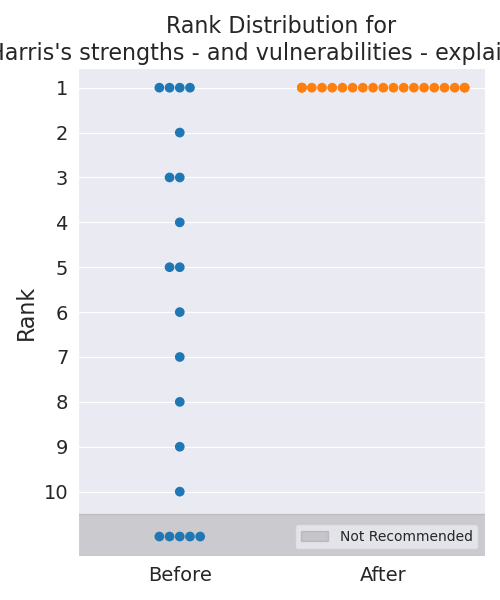 Rank Distribution for
Harris's strengths - and vulnerabilities - explai
Rank
1
2
3
4
5
6
7
8
9
10
Not Recommended
Before
After